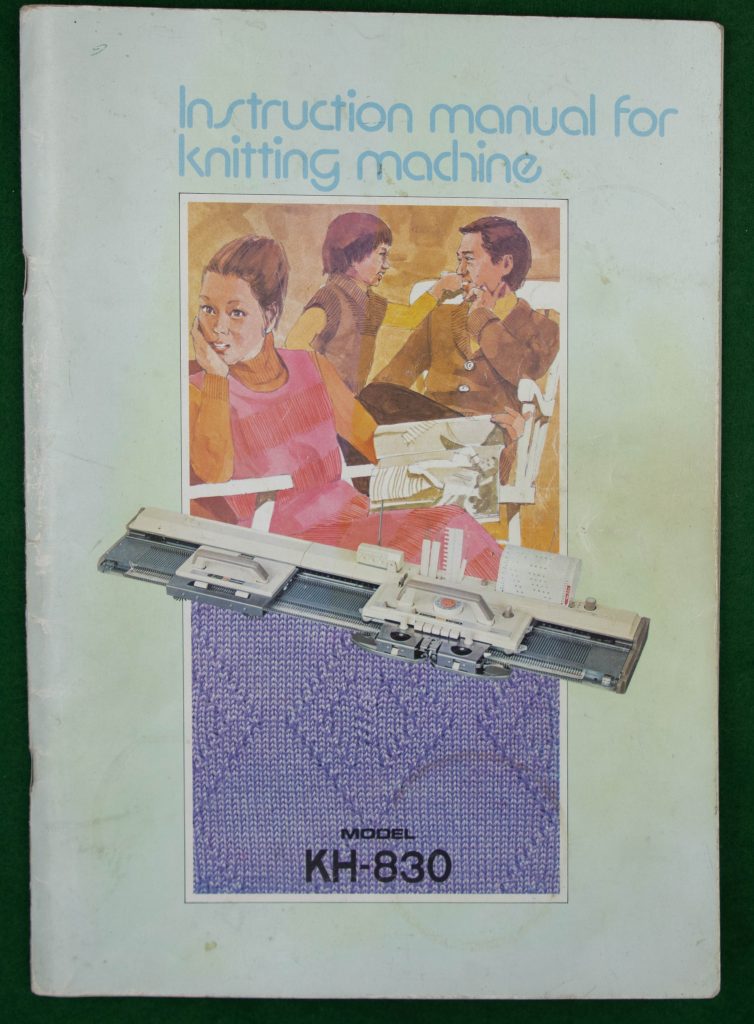 Instruction manual for
knitting machine
MODEL
KH-830